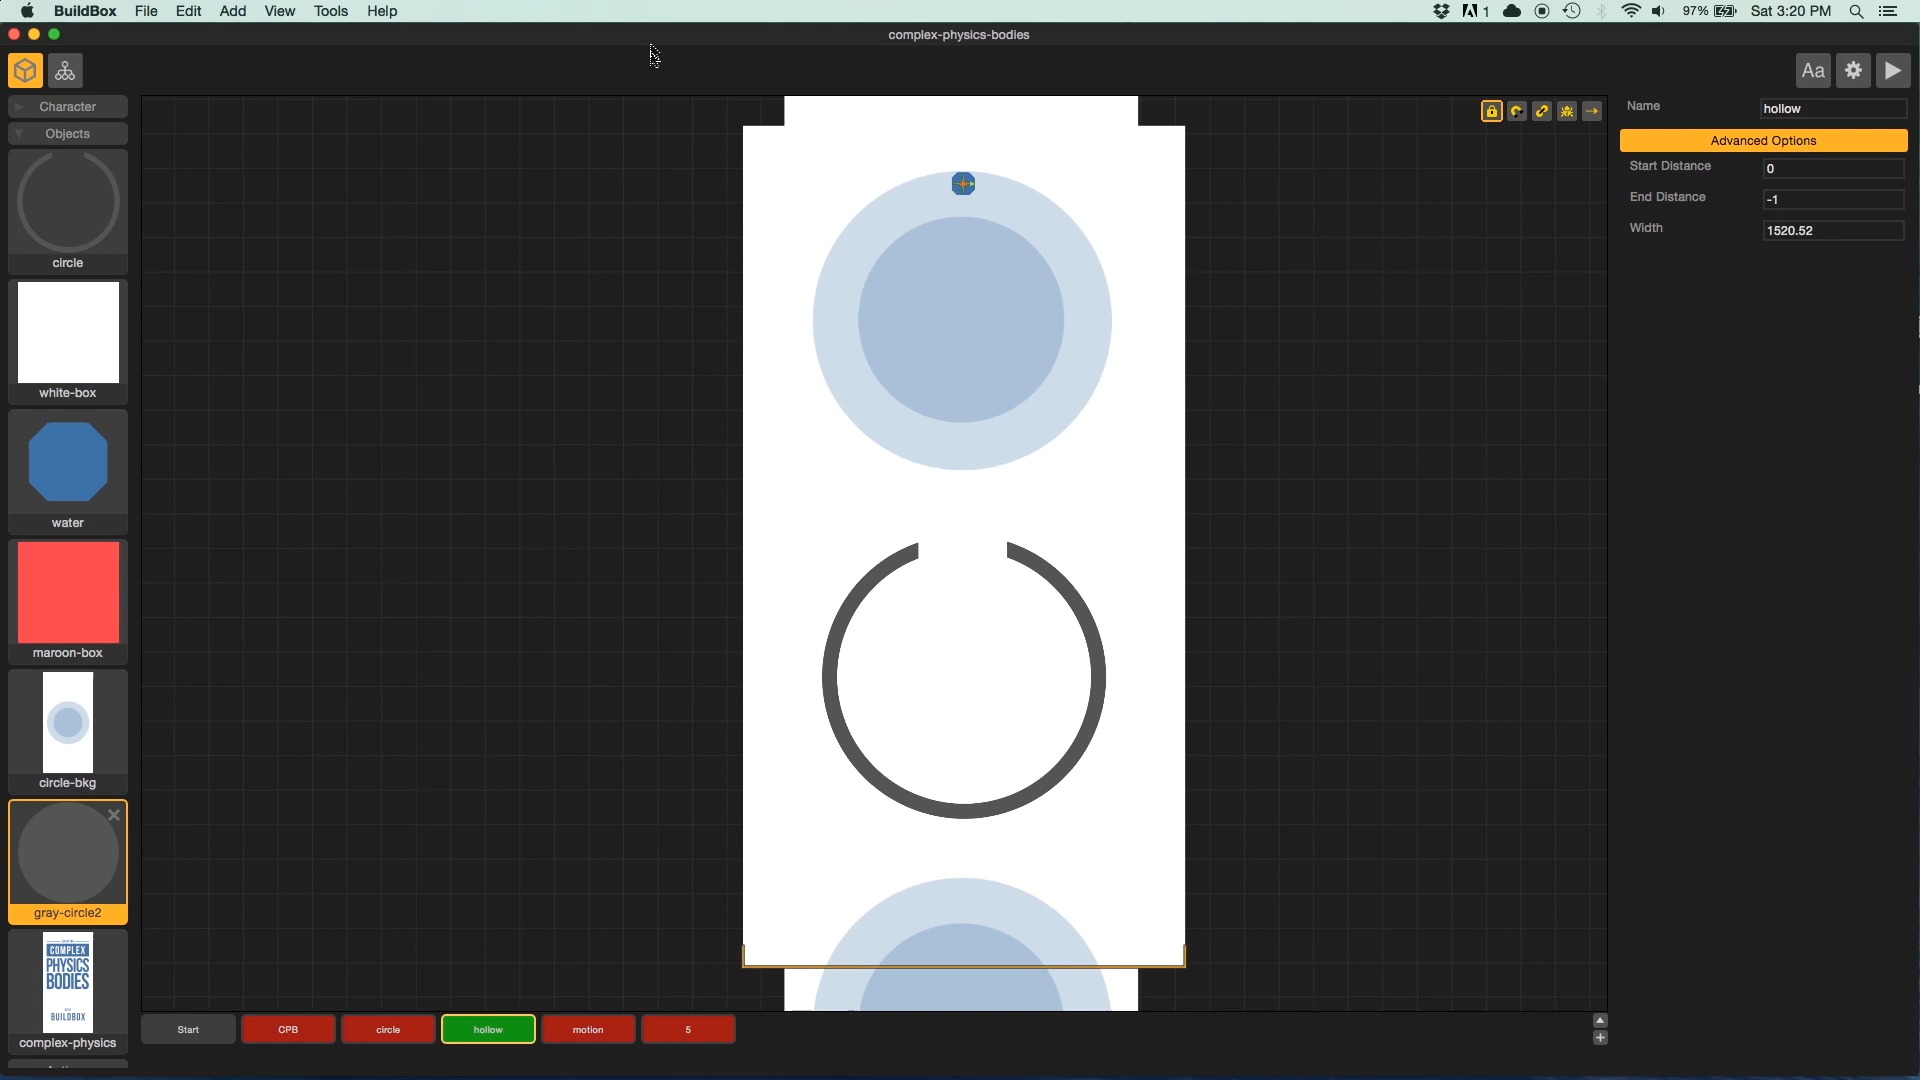 BuildBox File Edit Add View Tools Help
1 97% Sat 3:20 PM
complex-physics-bodies
Aa
Character
Objects
circle
white-box
water
maroon-box
circle-bkg
gray-circle2
COMPLEX
PHYSICS
BODIES
BUILDBOX
complex-physics
Name hollow
Advanced Options
Start Distance 0
End Distance -1
Width 1520.52
Start CPB circle hollow motion 5